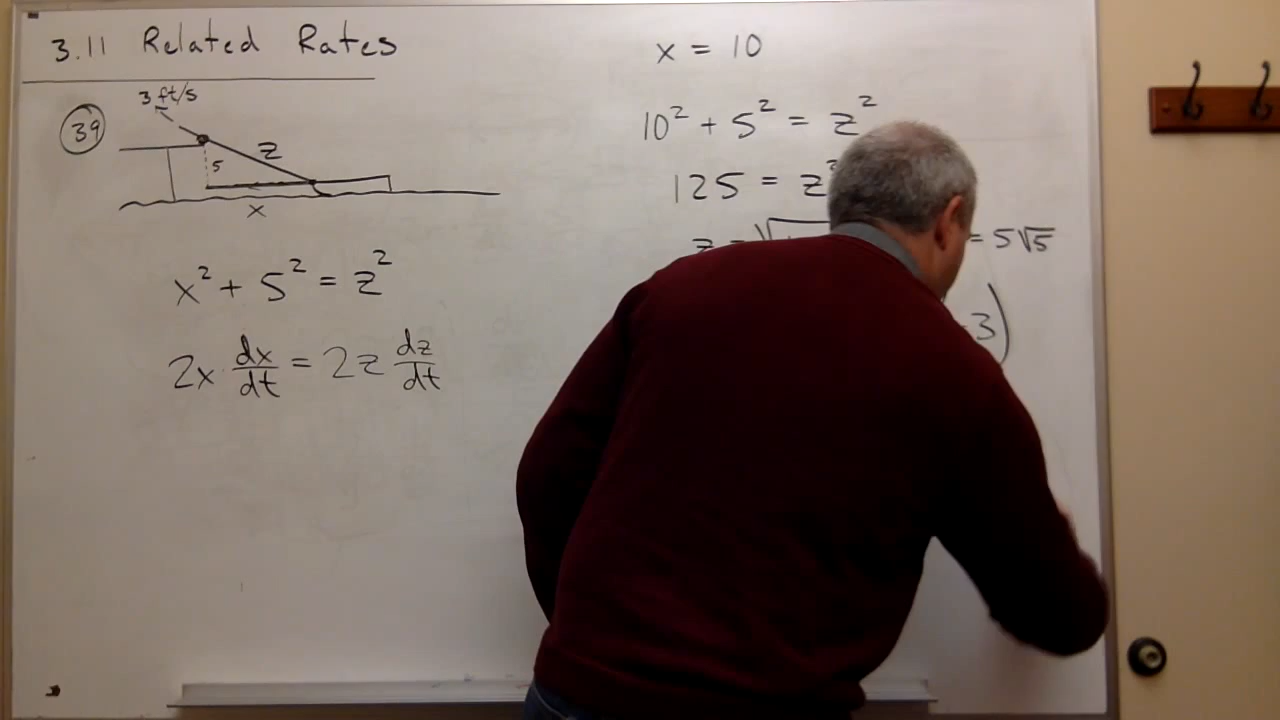 3.11 Related Rates
39
3 ft/s
z
5
x
x² + 5² = z²
2x dx/dt = 2z dz/dt
x = 10
10² + 5² = z²
125 = z²
z = √ = 5√5
3)